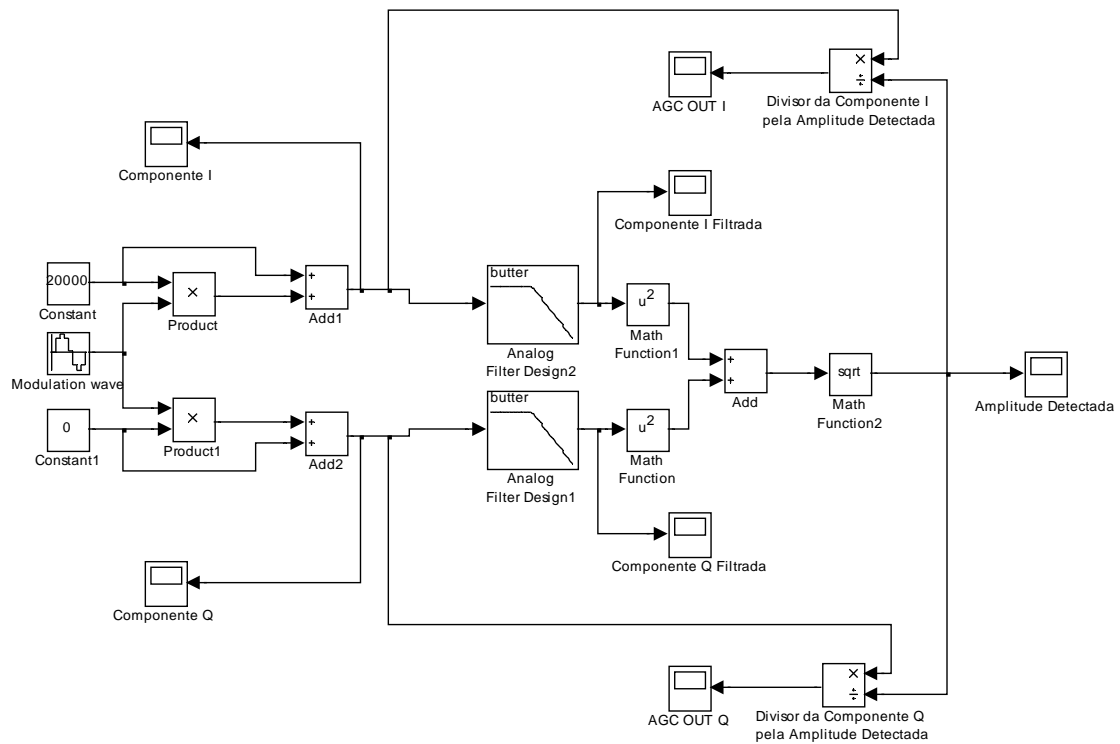 ×
÷
AGC OUT I
Divisor da Componente I
pela Amplitude Detectada
Componente I
Componente I Filtrada
20000
Constant
×
Product
+
+
Add1
butter
Analog
Filter Design2
u²
Math
Function1
Modulation wave
+
+
Add
sqrt
Math
Function2
Amplitude Detectada
0
Constant1
×
Product1
+
+
Add2
butter
Analog
Filter Design1
u²
Math
Function
Componente Q Filtrada
Componente Q
AGC OUT Q
×
÷
Divisor da Componente Q
pela Amplitude Detectada